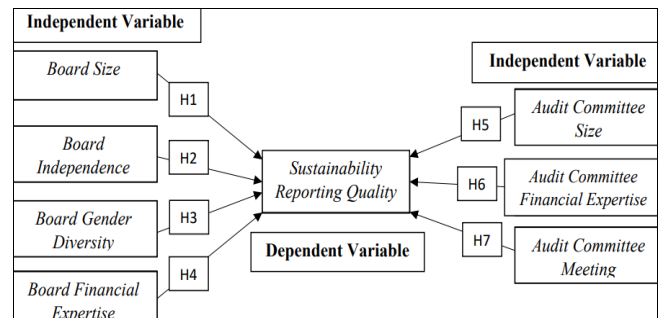 Independent Variable
Board Size
H1
Board
Independence
H2
Board Gender
Diversity
H3
Board Financial
Expertise
H4
Sustainability
Reporting Quality
Dependent Variable
Independent Variable
H5
Audit Committee
Size
H6
Audit Committee
Financial Expertise
H7
Audit Committee
Meeting